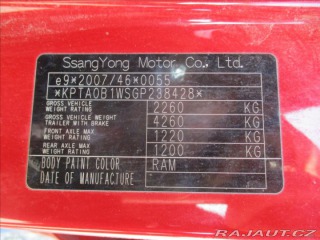 SsangYong Motor Co., Ltd.
e9*2007/46*0055*
*KPTA0B1WSGP238428*
GROSS VEHICLE WEIGHT RATING 2260 KG
GROSS VEHICLE TRAILER WITH BRAKE 4260 KG
FRONT AXLE MAX WEIGHT RATING 1220 KG
REAR AXLE MAX WEIGHT RATING 1200 KG
BODY PAINT COLOR RAM
DATE OF MANUFACTURE
RAJAUT.CZ